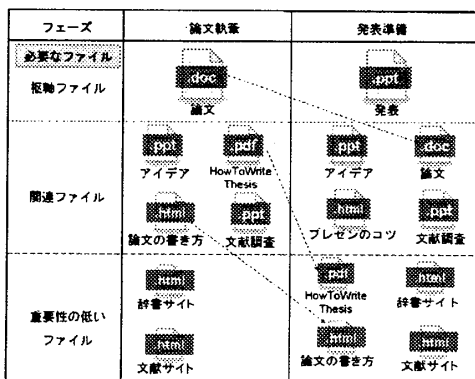 フェーズ
論文執筆
発表準備
必要なファイル
枢軸ファイル
.doc
論文
.ppt
発表
関連ファイル
.ppt
アイデア
.pdf
HowToWrite
Thesis
.ppt
アイデア
.doc
論文
html
論文の書き方
.ppt
文献調査
html
プレゼンのコツ
.ppt
文献調査
重要性の低い
ファイル
html
辞書サイト
.pdf
HowToWrite
Thesis
html
辞書サイト
html
文献サイト
html
論文の書き方
html
文献サイト